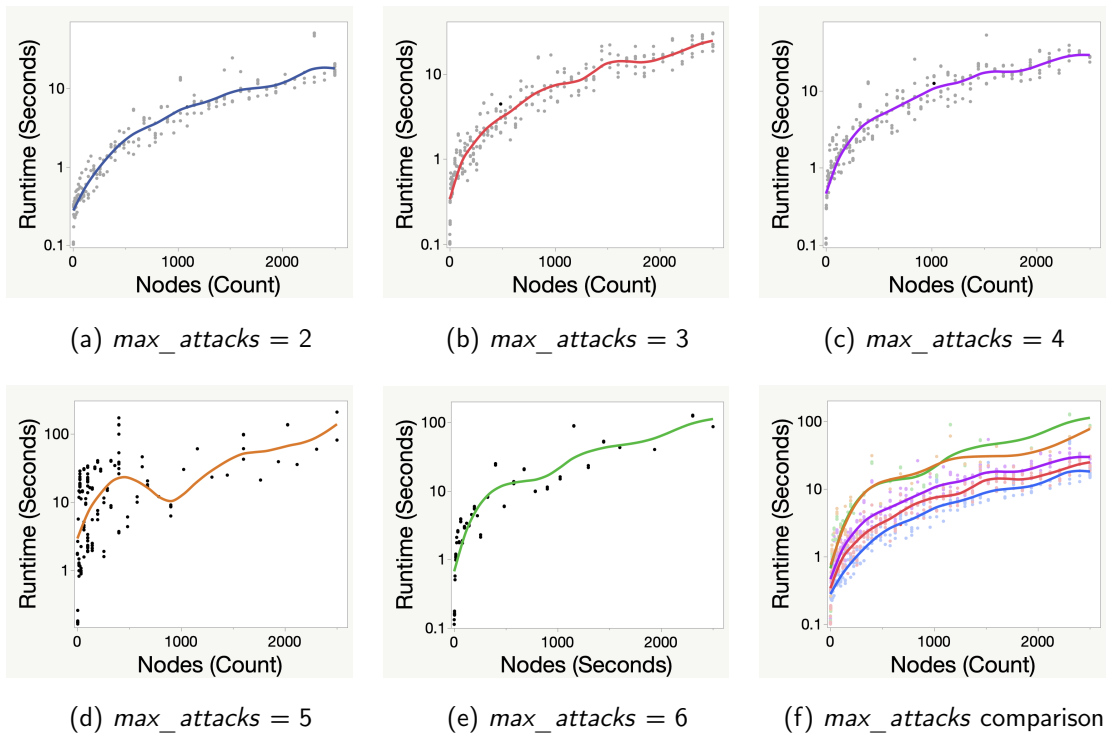 Runtime (Seconds)
10
1
0.1
0
1000
2000
Nodes (Count)
(a) max_attacks = 2
Runtime (Seconds)
10
1
0.1
0
1000
2000
Nodes (Count)
(b) max_attacks = 3
Runtime (Seconds)
10
1
0.1
0
1000
2000
Nodes (Count)
(c) max_attacks = 4
Runtime (Seconds)
100
10
1
0
1000
2000
Nodes (Count)
(d) max_attacks = 5
Runtime (Seconds)
100
10
1
0.1
0
1000
2000
Nodes (Seconds)
(e) max_attacks = 6
Runtime (Seconds)
100
10
1
0.1
0
1000
2000
Nodes (Count)
(f) max_attacks comparison